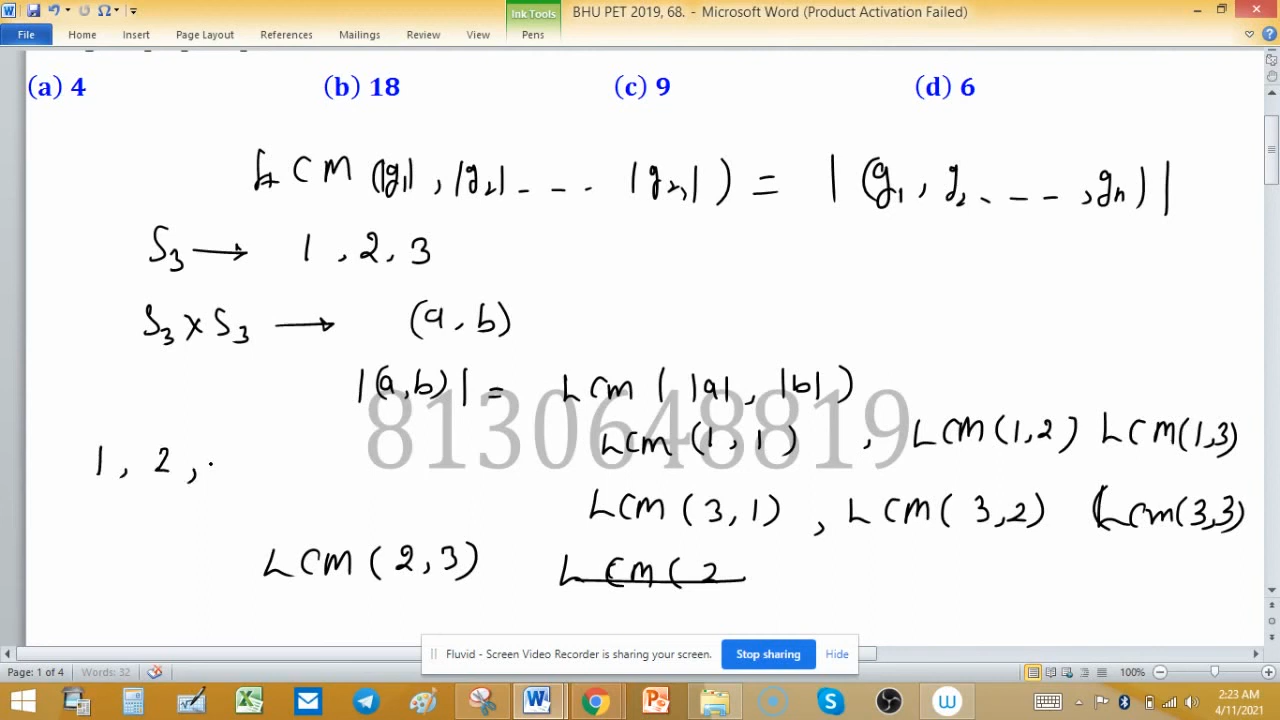 BHU PET 2019, 68. - Microsoft Word (Product Activation Failed)
Ink Tools
File Home Insert Page Layout References Mailings Review View Pens
(a) 4 (b) 18 (c) 9 (d) 6
LCM (|g₁|, |g₂| - - - |gₙ|) = |(g₁, g₂, - - - , gₙ)|
S₃ → 1, 2, 3
S₃ × S₃ → (a, b)
|(a,b)| = LCM ( |a|, |b| )
8130648819
LCM (1, 1) , LCM(1,2) LCM(1,3)
1, 2, .
LCM (3,1) , LCM (3,2) LCM(3,3)
LCM (2,3) LCM ( 2
Fluvid - Screen Video Recorder is sharing your screen. Stop sharing Hide
Page: 1 of 4 Words: 32 100%
2:23 AM
4/11/2021